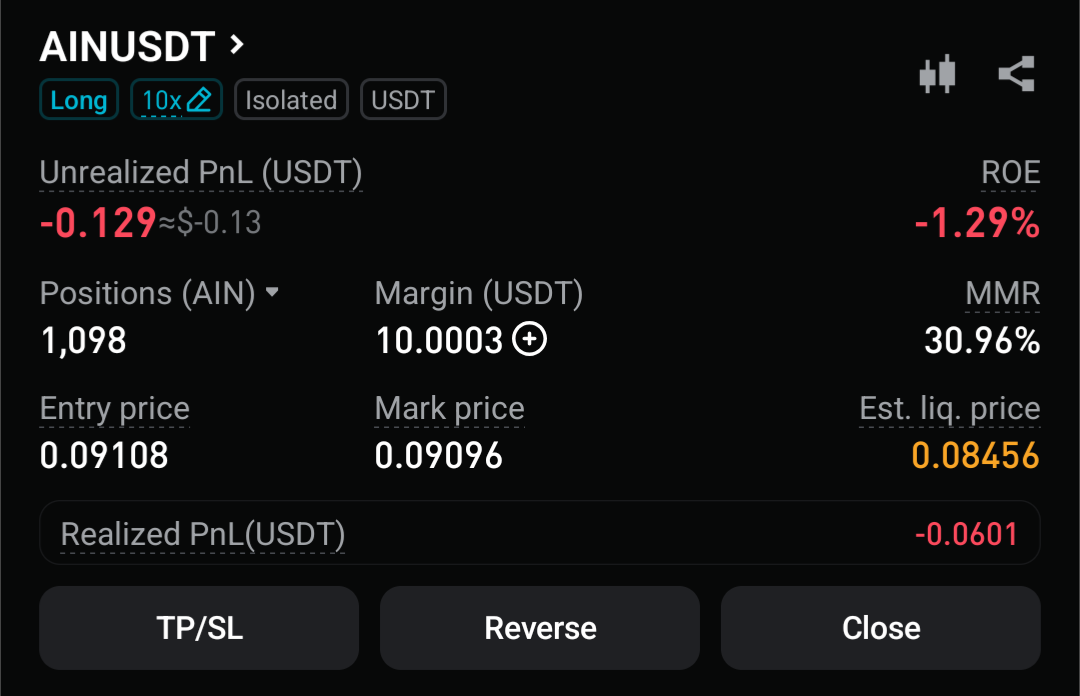 AINUSDT >
Long 10x Isolated USDT
Unrealized PnL (USDT) ROE
-0.129≈$-0.13 -1.29%
Positions (AIN) Margin (USDT) MMR
1,098 10.0003 30.96%
Entry price Mark price Est. liq. price
0.09108 0.09096 0.08456
Realized PnL(USDT) -0.0601
TP/SL Reverse Close